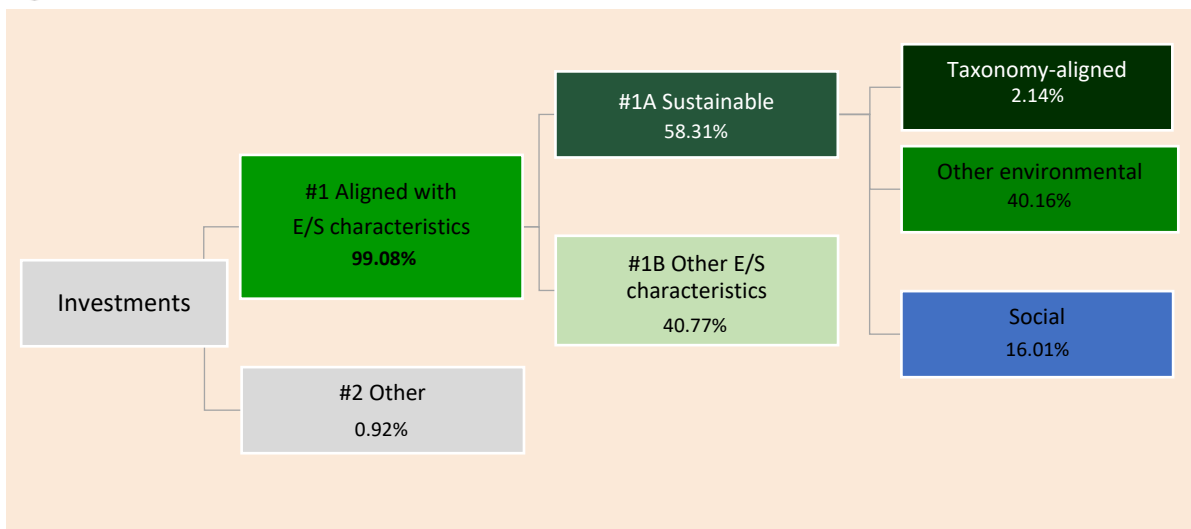 Investments
#1 Aligned with
E/S characteristics
99.08%
#2 Other
0.92%
#1A Sustainable
58.31%
#1B Other E/S
characteristics
40.77%
Taxonomy-aligned
2.14%
Other environmental
40.16%
Social
16.01%